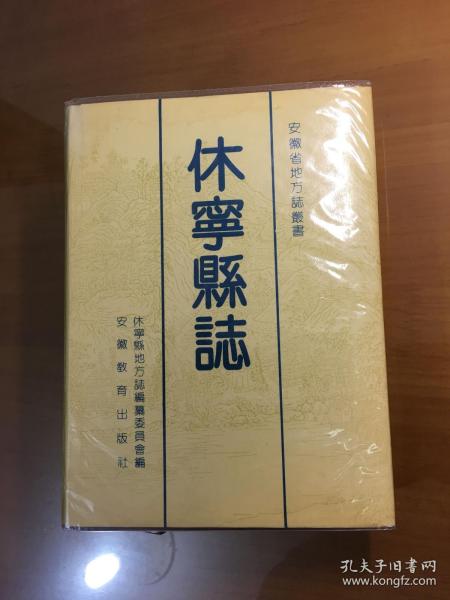 安徽省地方誌叢書
休寧縣誌
休寧縣地方誌編纂委員會編
安徽教育出版社
孔夫子旧书网
www.kongfz.com